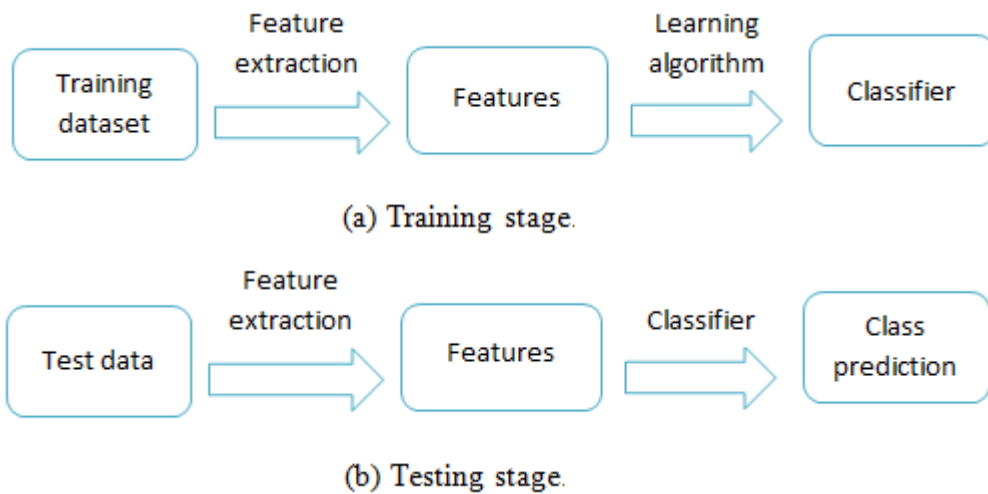 Feature
extraction
Learning
algorithm
Training
dataset
Features
Classifier
(a) Training stage.
Feature
extraction
Classifier
Test data
Features
Class
prediction
(b) Testing stage.